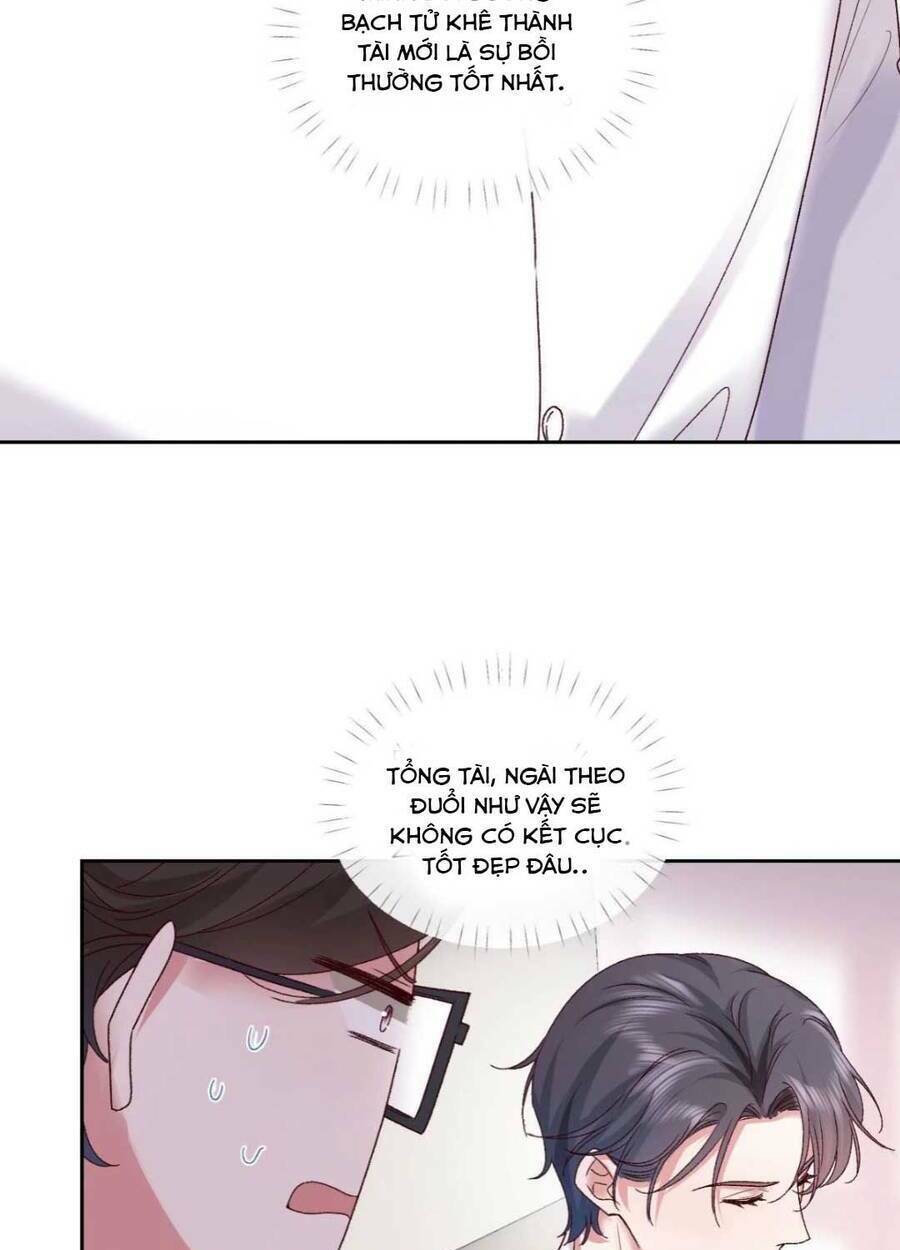 BẠCH TỬ KHÊ THÀNH
TÀI MỚI LÀ SỰ BỒI
THƯỜNG TỐT NHẤT.
TỔNG TÀI, NGÀI THEO
ĐUỔI NHƯ VẬY SẼ
KHÔNG CÓ KẾT CỤC
TỐT ĐẸP ĐÂU..